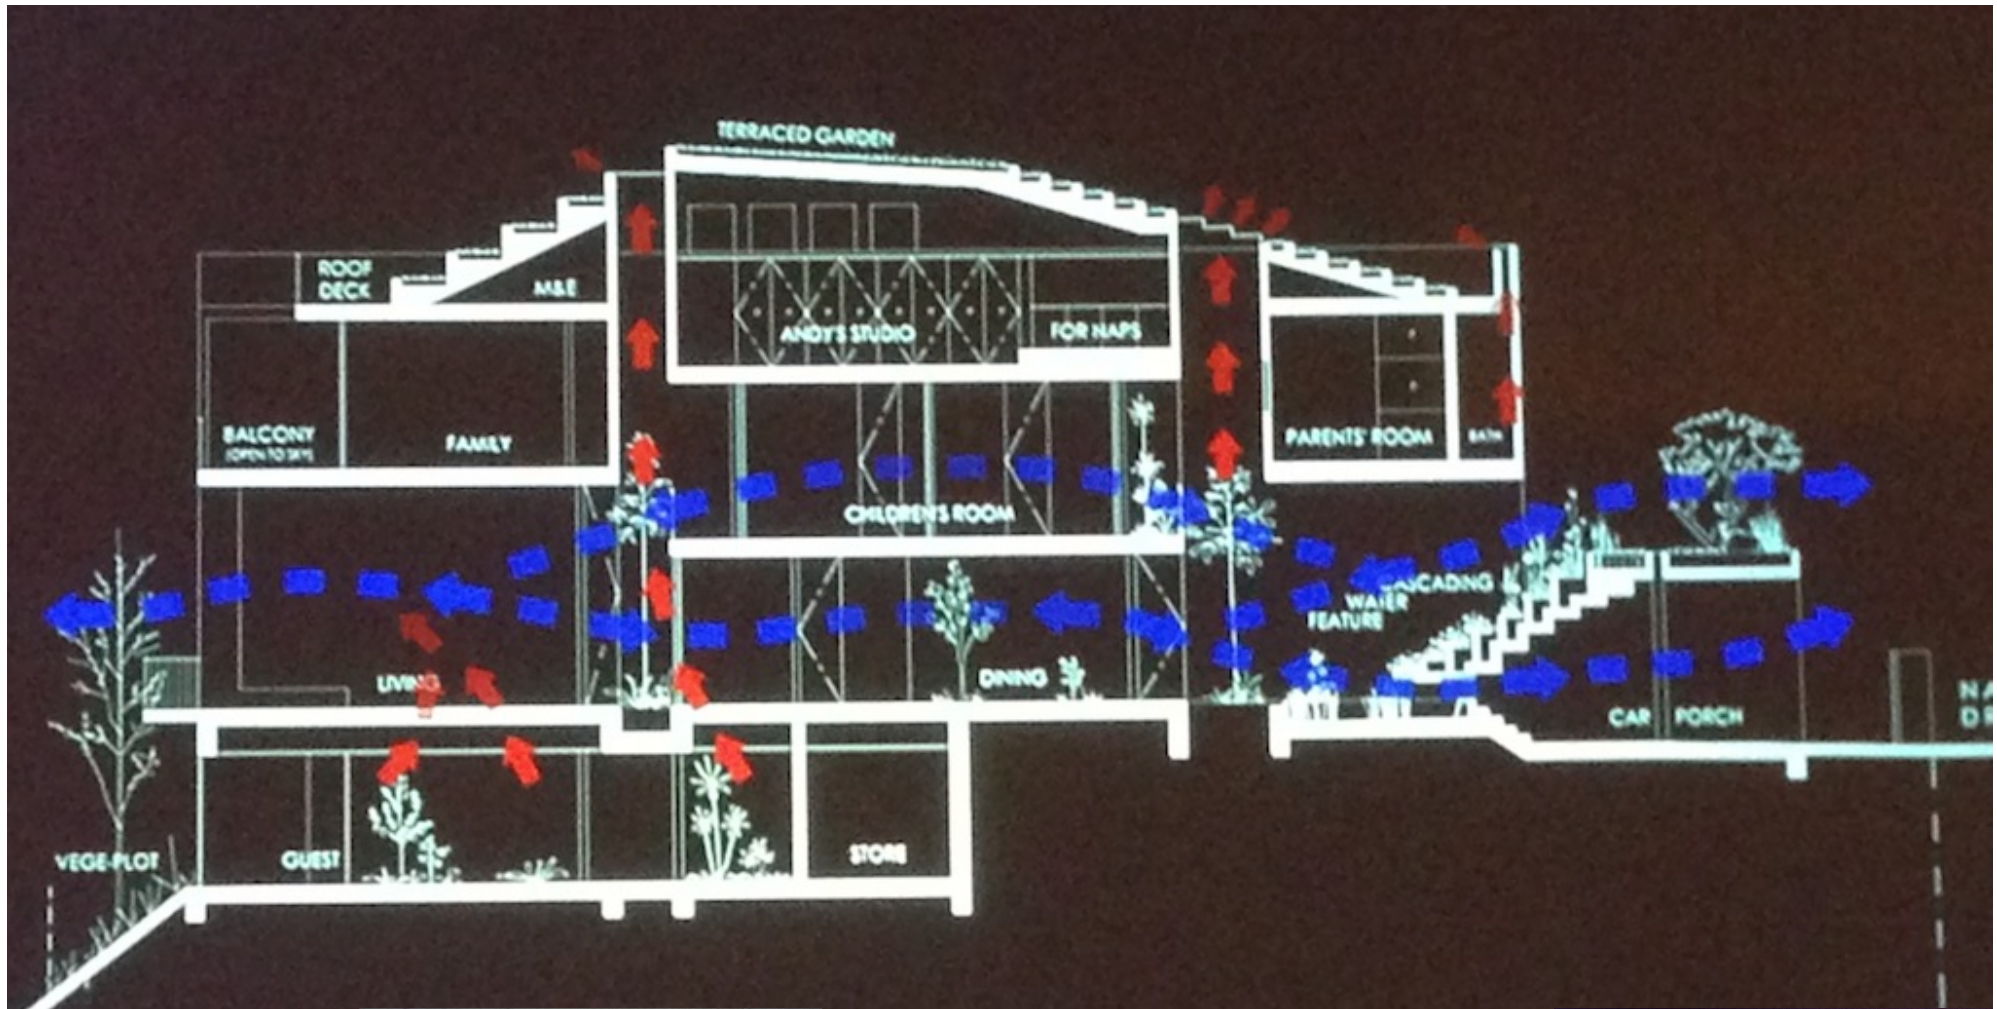 TERRACED GARDEN
ROOF
DECK
M&E
ANDY'S STUDIO
FOR NAPS
BALCONY
(OPEN TO SKY)
FAMILY
PARENTS' ROOM
BATH
CHILDREN'S ROOM
CASCADING
WATER
FEATURE
LIVING
DINING
CAR PORCH
VEGE-PLOT
GUEST
STORE